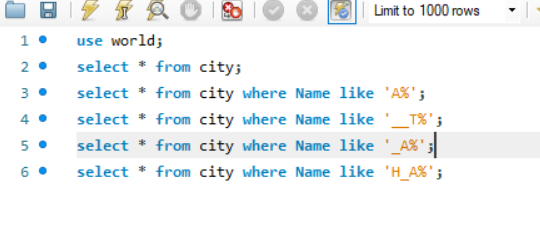 Limit to 1000 rows
1 use world;
2 select * from city;
3 select * from city where Name like 'A%';
4 select * from city where Name like '__T%';
5 select * from city where Name like '_A%';
6 select * from city where Name like 'H_A%';